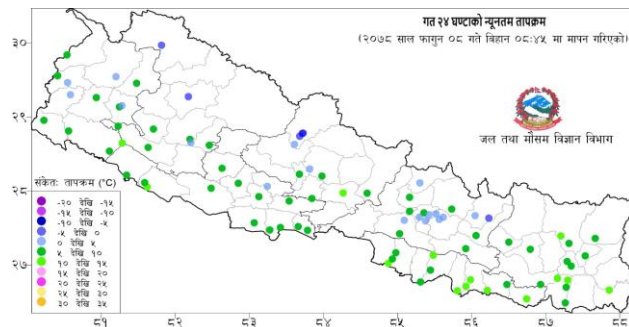 गत २४ घण्टाको न्यूनतम तापक्रम
(२०७८ साल फागुन ०८ गते बिहान ०८:४५ मा मापन गरिएको)
जल तथा मौसम विज्ञान विभाग
३०
२९
२८
२७
संकेतः तापक्रम (°C)
-२० देखि -१५
-१५ देखि -१०
-१० देखि -५
-५ देखि ०
० देखि ५
५ देखि १०
१० देखि १५
१५ देखि २०
२० देखि २५
२५ देखि ३०
३० देखि ३५
८१
८२
८३
८४
८५
८६
८७
८८